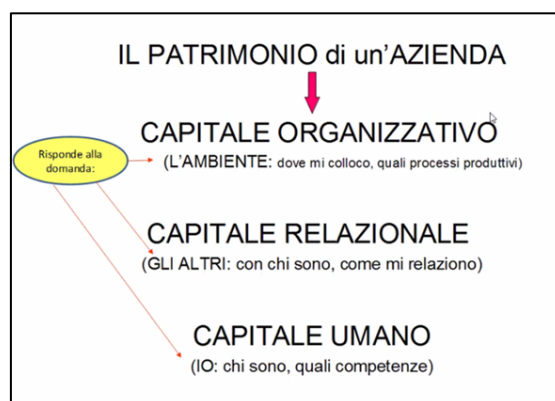 IL PATRIMONIO di un'AZIENDA
CAPITALE ORGANIZZATIVO
Risponde alla
domanda:
(L'AMBIENTE: dove mi colloco, quali processi produttivi)
CAPITALE RELAZIONALE
(GLI ALTRI: con chi sono, come mi relaziono)
CAPITALE UMANO
(IO: chi sono, quali competenze)